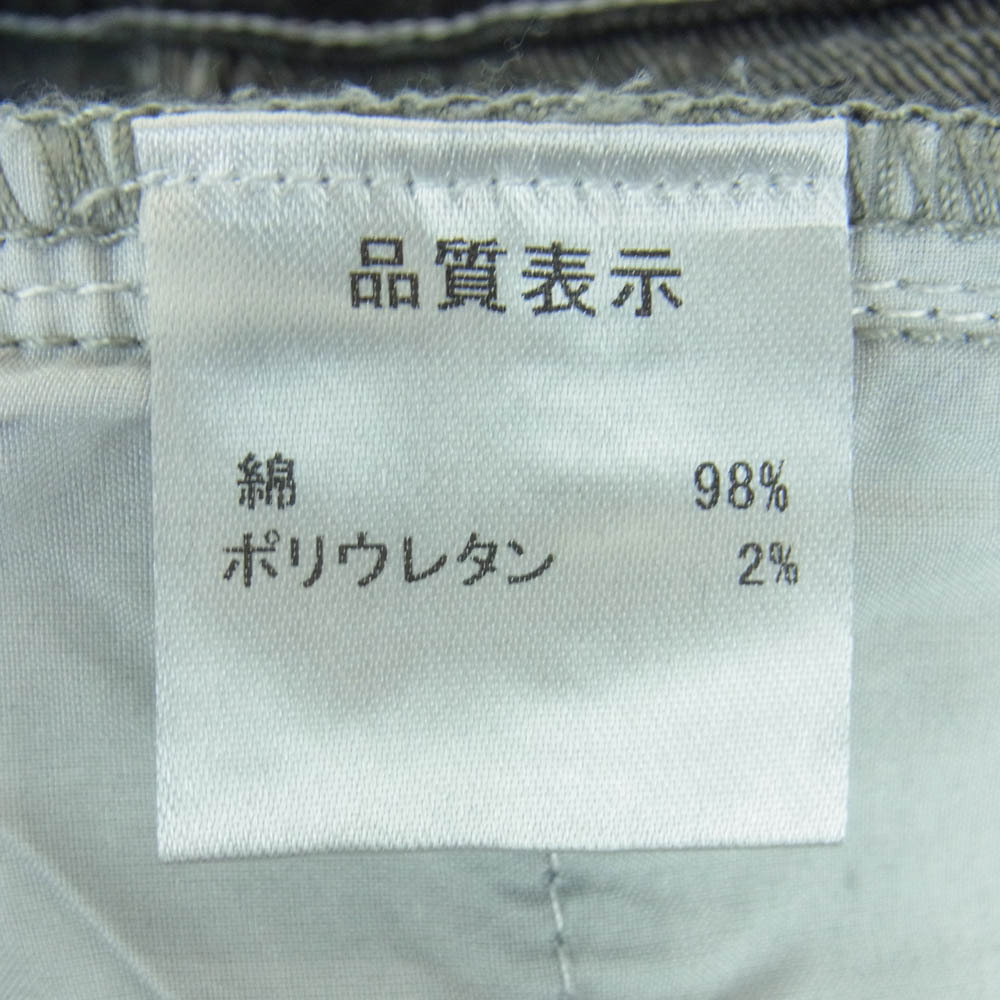 品質表示
綿 98%
ポリウレタン 2%